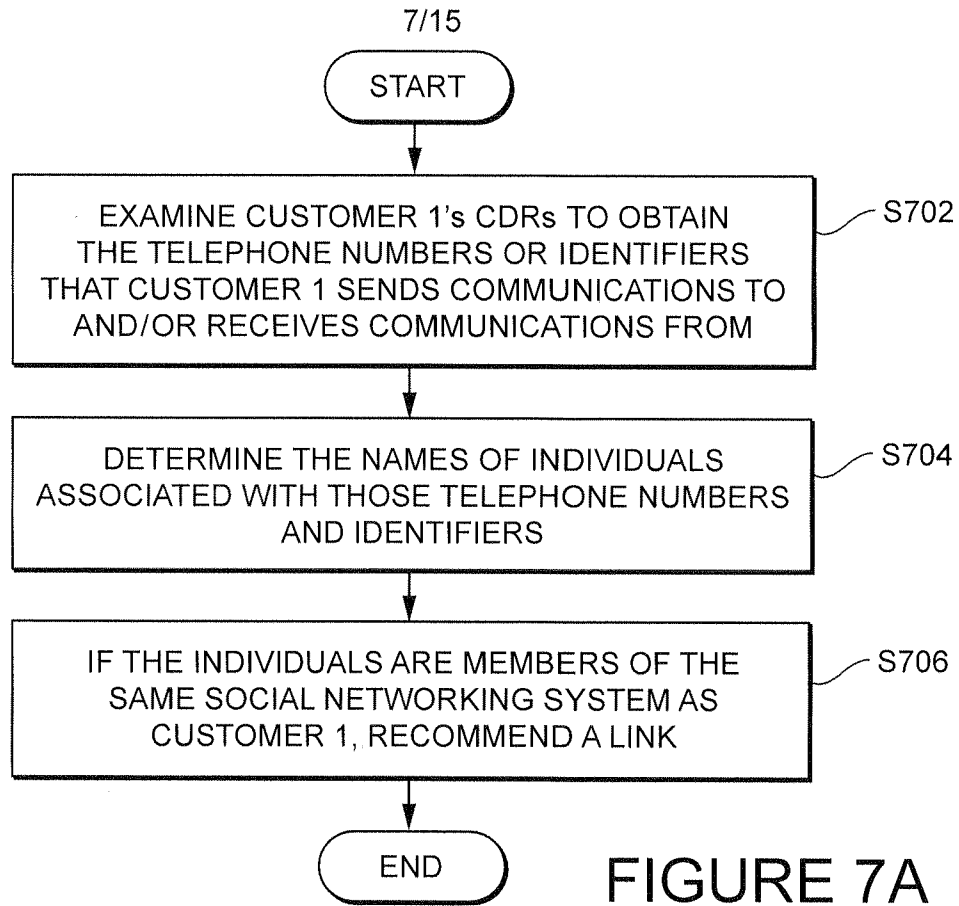 7/15
START
EXAMINE CUSTOMER 1's CDRs TO OBTAIN
THE TELEPHONE NUMBERS OR IDENTIFIERS
THAT CUSTOMER 1 SENDS COMMUNICATIONS TO
AND/OR RECEIVES COMMUNICATIONS FROM
S702
DETERMINE THE NAMES OF INDIVIDUALS
ASSOCIATED WITH THOSE TELEPHONE NUMBERS
AND IDENTIFIERS
S704
IF THE INDIVIDUALS ARE MEMBERS OF THE
SAME SOCIAL NETWORKING SYSTEM AS
CUSTOMER 1, RECOMMEND A LINK
S706
END
FIGURE 7A